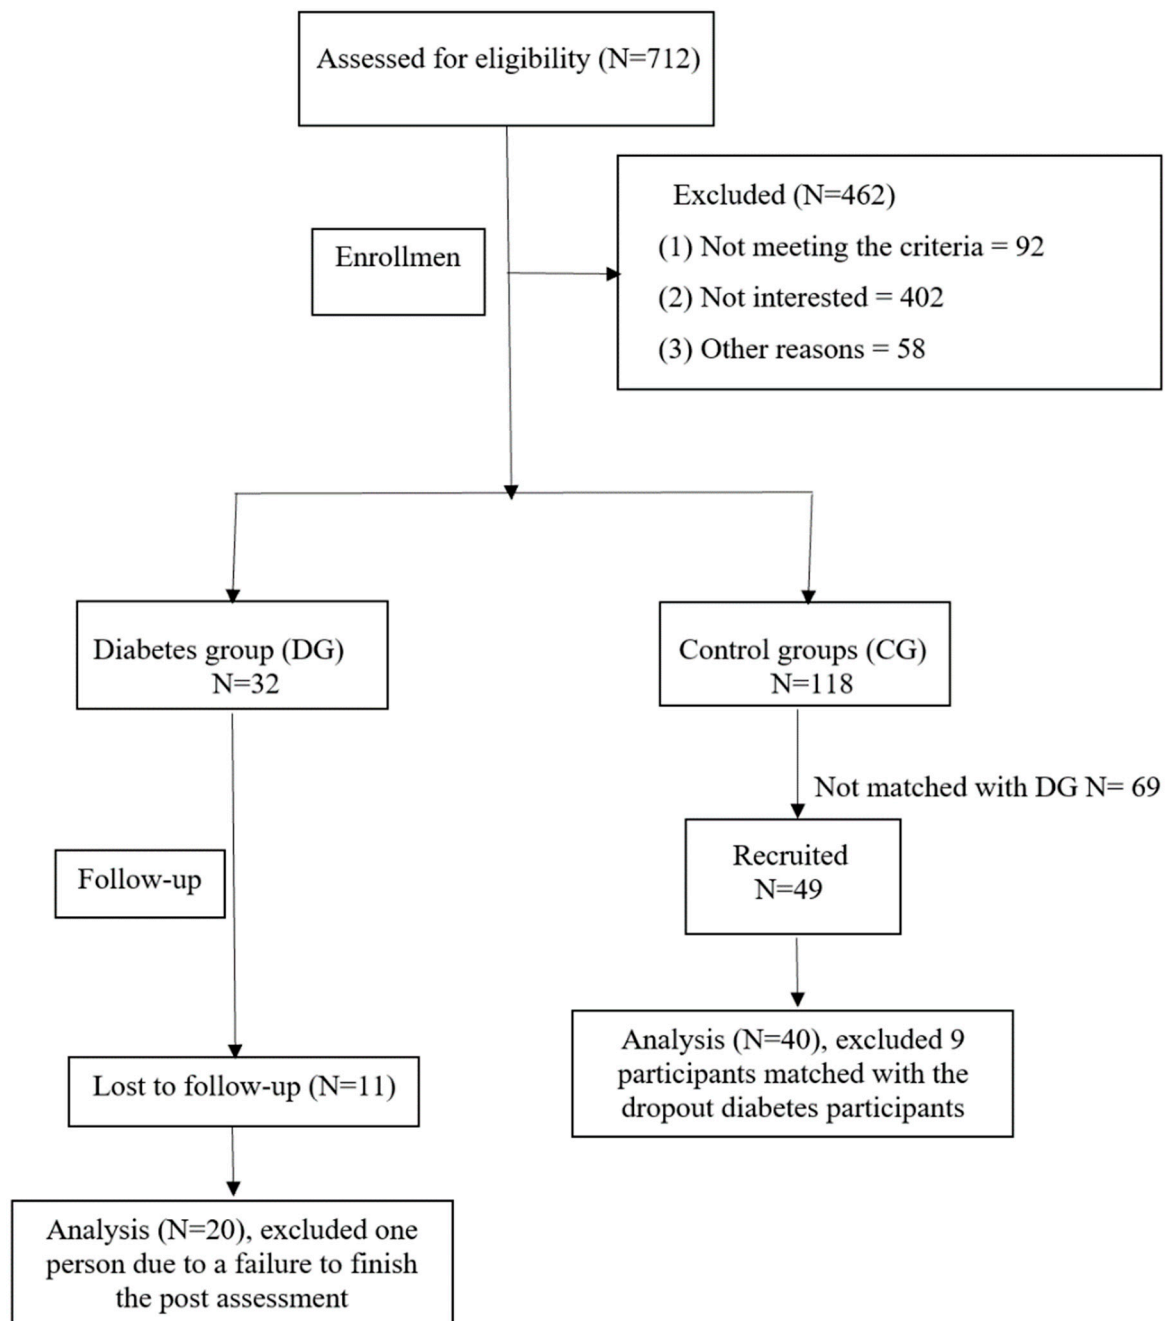 Assessed for eligibility (N=712)
Excluded (N=462)
(1) Not meeting the criteria = 92
(2) Not interested = 402
(3) Other reasons = 58
Enrollmen
Diabetes group (DG)
N=32
Control groups (CG)
N=118
Not matched with DG N= 69
Recruited
N=49
Follow-up
Analysis (N=40), excluded 9
participants matched with the
dropout diabetes participants
Lost to follow-up (N=11)
Analysis (N=20), excluded one
person due to a failure to finish
the post assessment